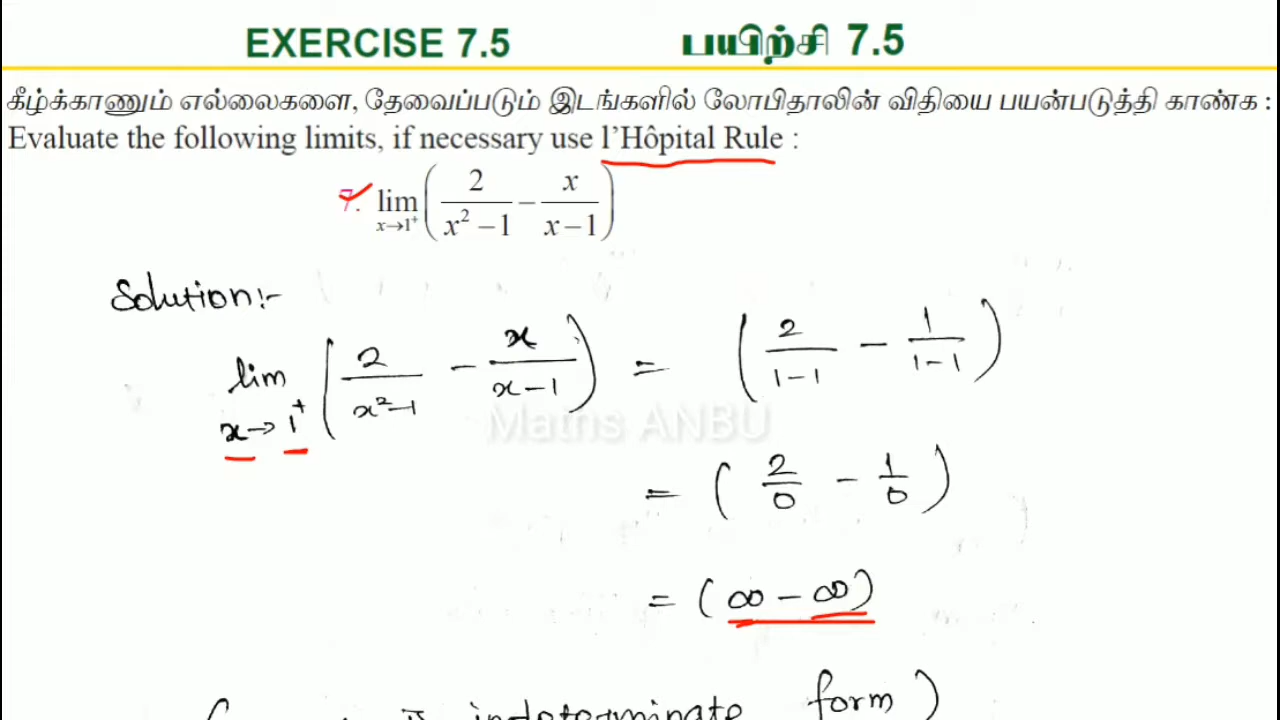 EXERCISE 7.5 பயிற்சி 7.5
கீழ்க்காணும் எல்லைகளை, தேவைப்படும் இடங்களில் லோபிதாலின் விதியை பயன்படுத்தி காண்க :
Evaluate the following limits, if necessary use l’Hôpital Rule :
7. lim x→1⁺ ( 2/(x² – 1) – x/(x – 1) )
Solution:-
lim x→1⁺ ( 2/(x²-1) - x/(x-1) ) = ( 2/(1-1) - 1/(1-1) )
Maths ANBU
= ( 2/0 - 1/0 )
= ( ∞ - ∞ )
indeterminate form )